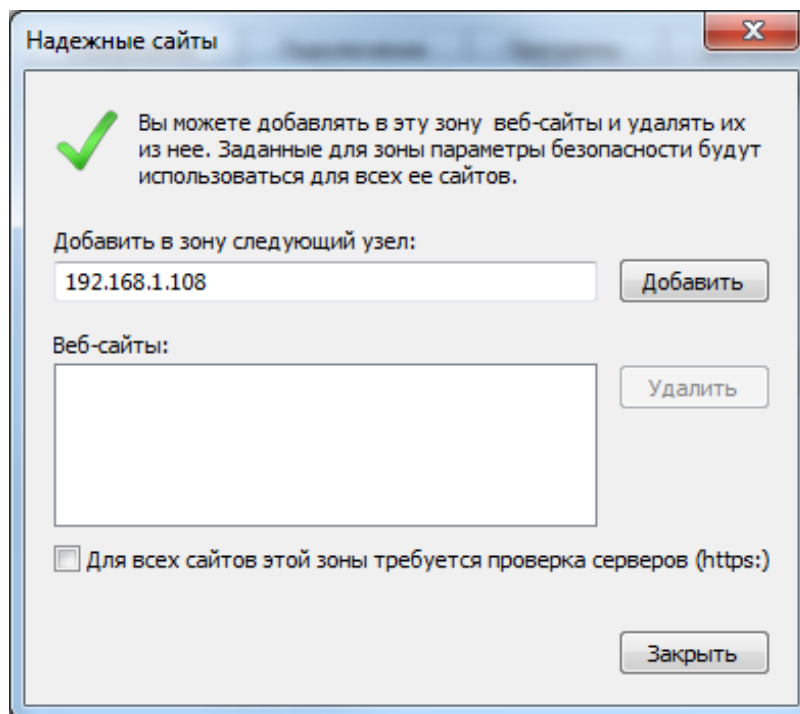 Надежные сайты
Вы можете добавлять в эту зону веб-сайты и удалять их
из нее. Заданные для зоны параметры безопасности будут
использоваться для всех ее сайтов.
Добавить в зону следующий узел:
192.168.1.108
Добавить
Веб-сайты:
Удалить
Для всех сайтов этой зоны требуется проверка серверов (https:)
Закрыть